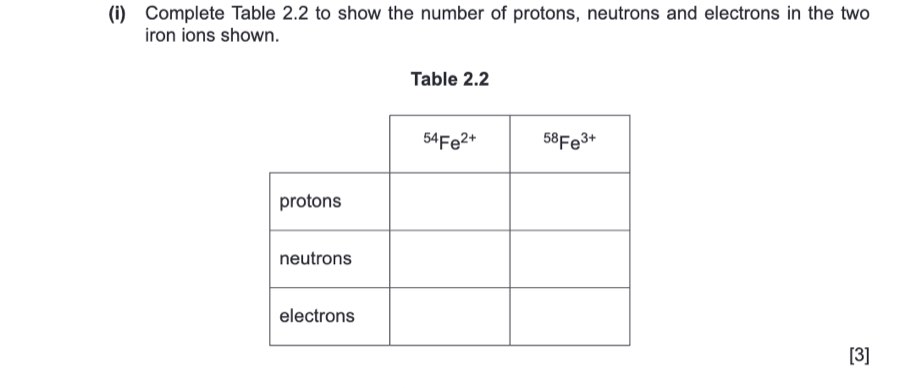 (i) Complete Table 2.2 to show the number of protons, neutrons and electrons in the two
iron ions shown.
Table 2.2
⁵⁴Fe²⁺ ⁵⁸Fe³⁺
protons
neutrons
electrons
[3]